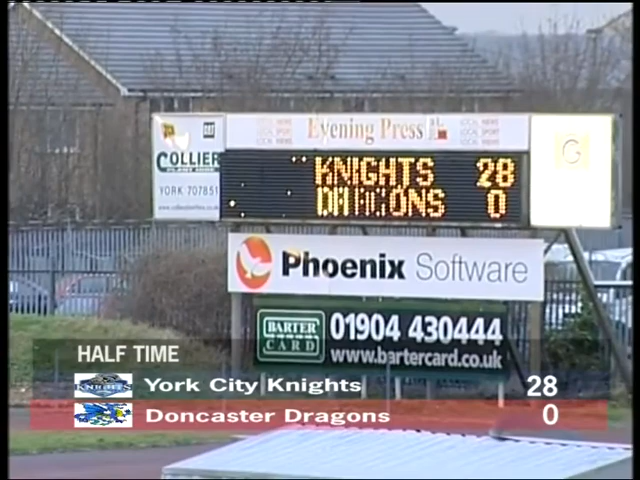 Evening Press
COLLIER
YORK 707851
KNIGHTS 28
DRAGONS 0
Phoenix Software
BARTER CARD
01904 430444
www.bartercard.co.uk
HALF TIME
York City Knights 28
Doncaster Dragons 0